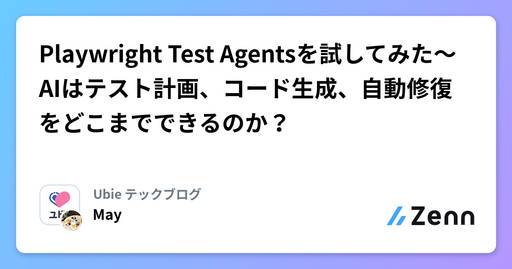 Playwright Test Agentsを試してみた〜
AIはテスト計画、コード生成、自動修復
をどこまでできるのか？
Ubie テックブログ
May
Zenn